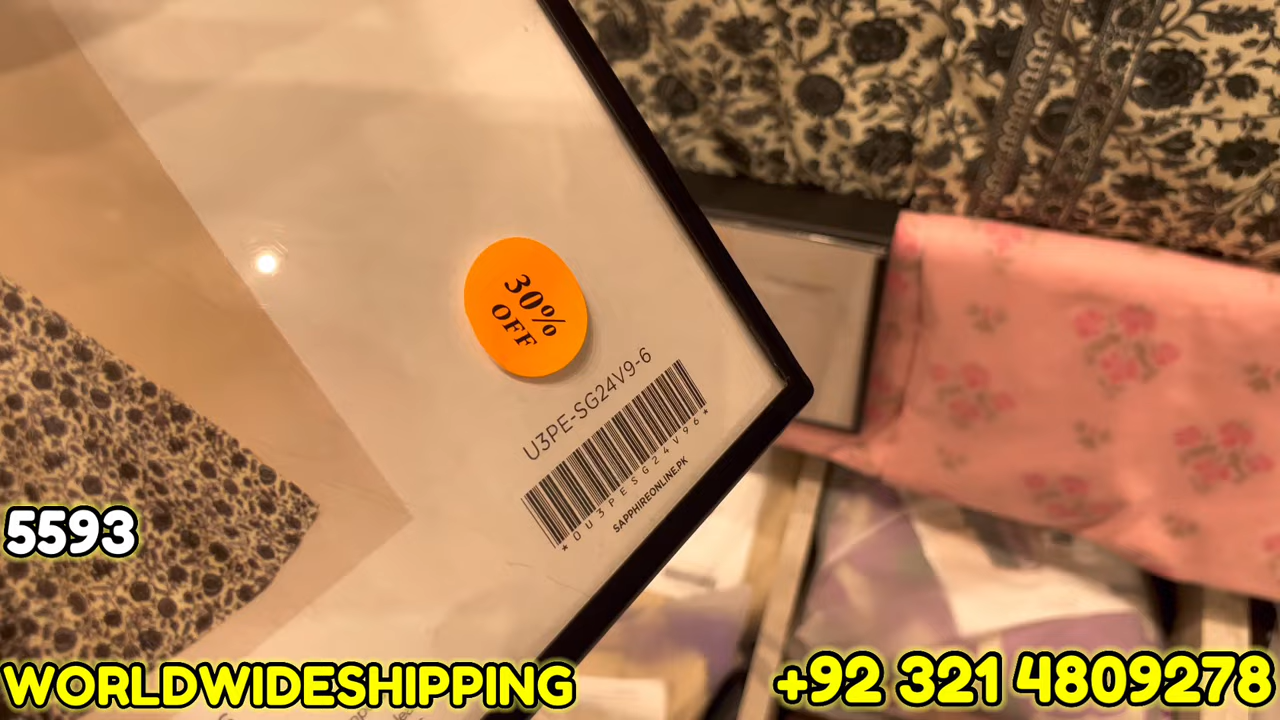 30%
OFF
U3PE-SG24V9-6
*0U3PESG24V96*
SAPPHIREONLINE.PK
5593
WORLDWIDESHIPPING
+92 321 4809278